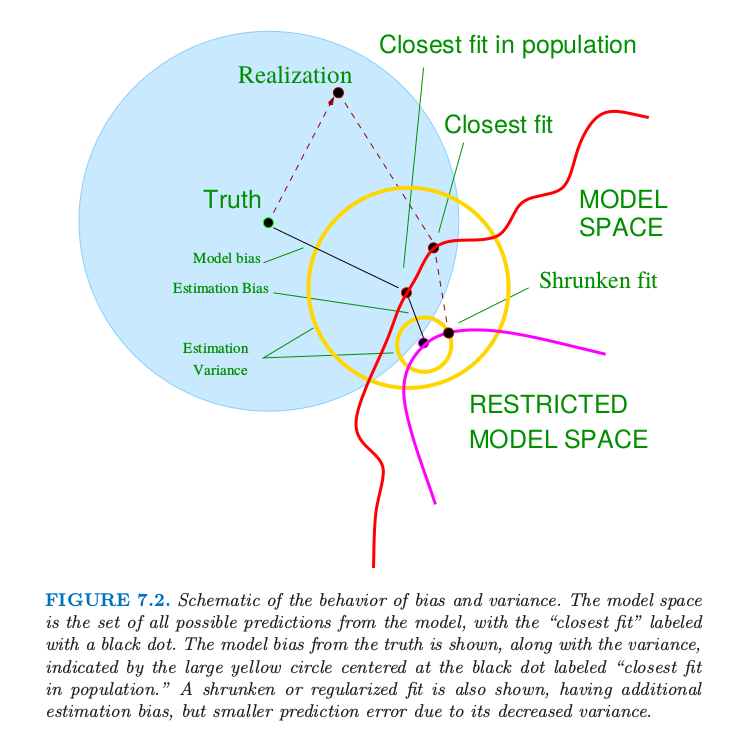 Closest fit in population
Realization
Closest fit
MODEL
SPACE
Truth
Model bias
Estimation Bias
Shrunken fit
Estimation
Variance
RESTRICTED
MODEL SPACE
FIGURE 7.2. Schematic of the behavior of bias and variance. The model space
is the set of all possible predictions from the model, with the “closest fit” labeled
with a black dot. The model bias from the truth is shown, along with the variance,
indicated by the large yellow circle centered at the black dot labeled “closest fit
in population.” A shrunken or regularized fit is also shown, having additional
estimation bias, but smaller prediction error due to its decreased variance.